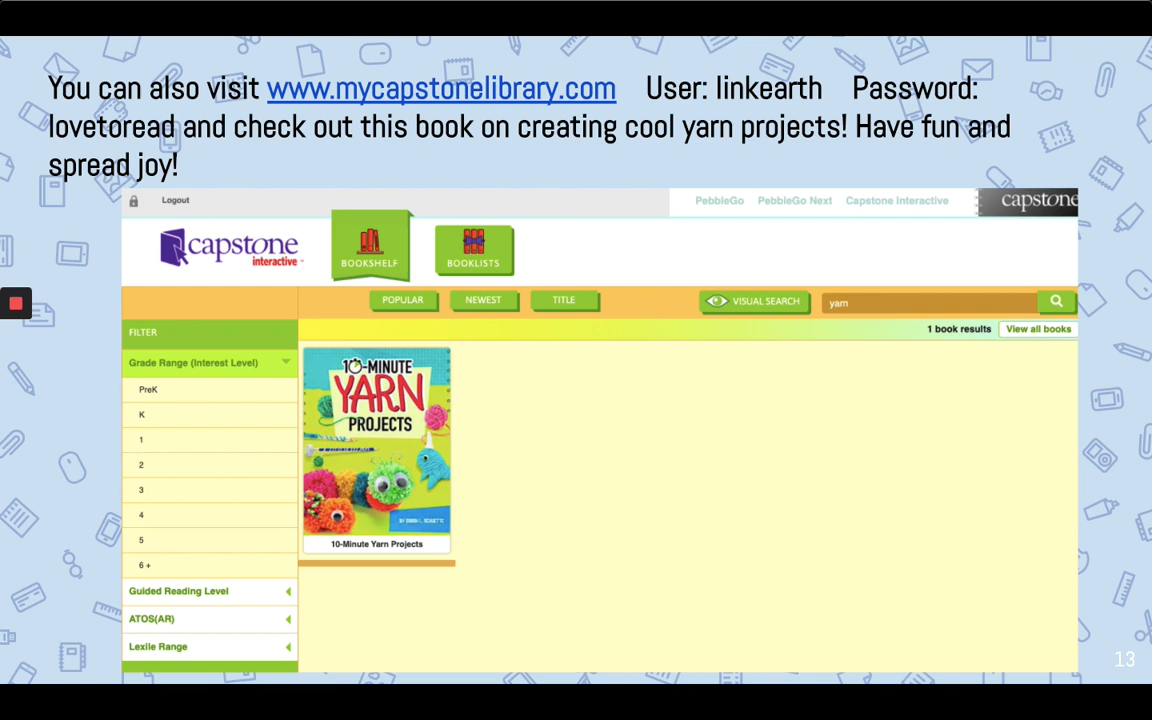 You can also visit www.mycapstonelibrary.com User: linkearth Password:
lovetoread and check out this book on creating cool yarn projects! Have fun and
spread joy!
Logout
PebbleGo PebbleGo Next Capstone Interactive
capstone
capstone
interactive
BOOKSHELF
BOOKLISTS
POPULAR
NEWEST
TITLE
VISUAL SEARCH
yarn
FILTER
1 book results
View all books
Grade Range (Interest Level)
PreK
K
1
2
3
4
5
6 +
Guided Reading Level
ATOS(AR)
Lexile Range
10-MINUTE
YARN
PROJECTS
10-Minute Yarn Projects
13